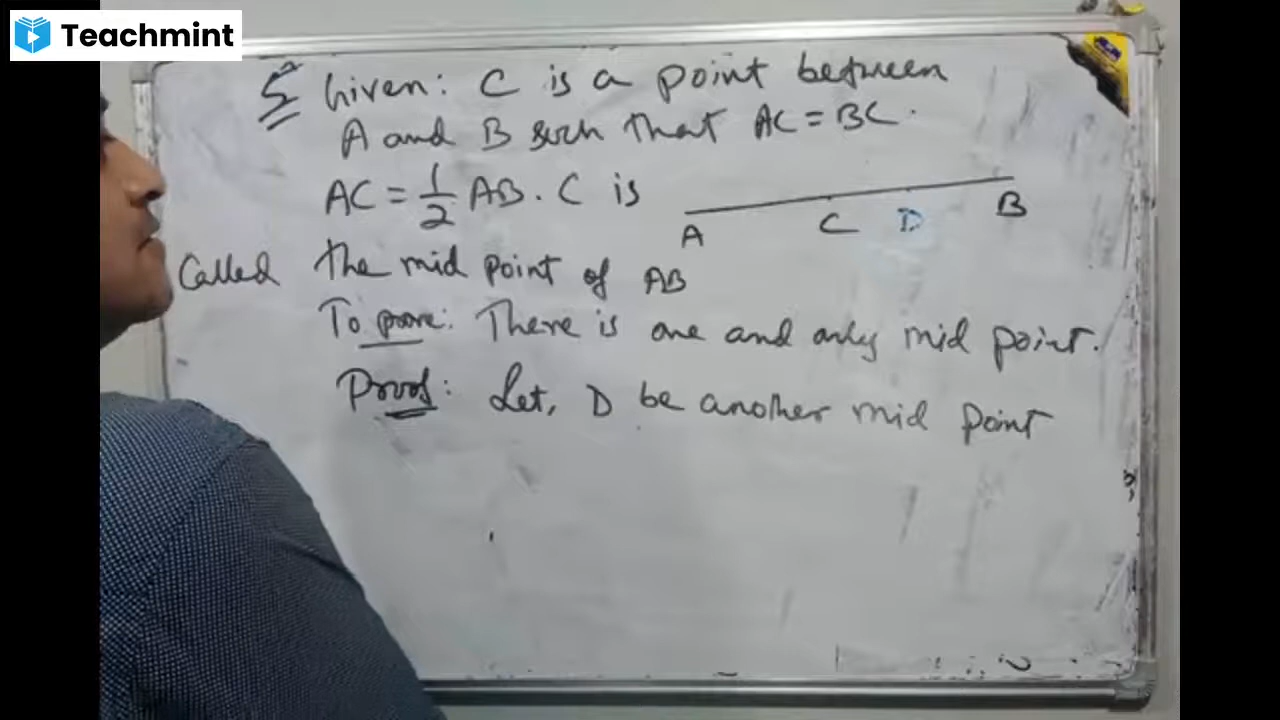 Teachmint
5 Given: C is a point between
A and B such that AC = BC.
AC = 1/2 AB. C is
A C D B
Called the mid point of AB
To prove: There is one and only mid point.
Proof: Let, D be another mid point